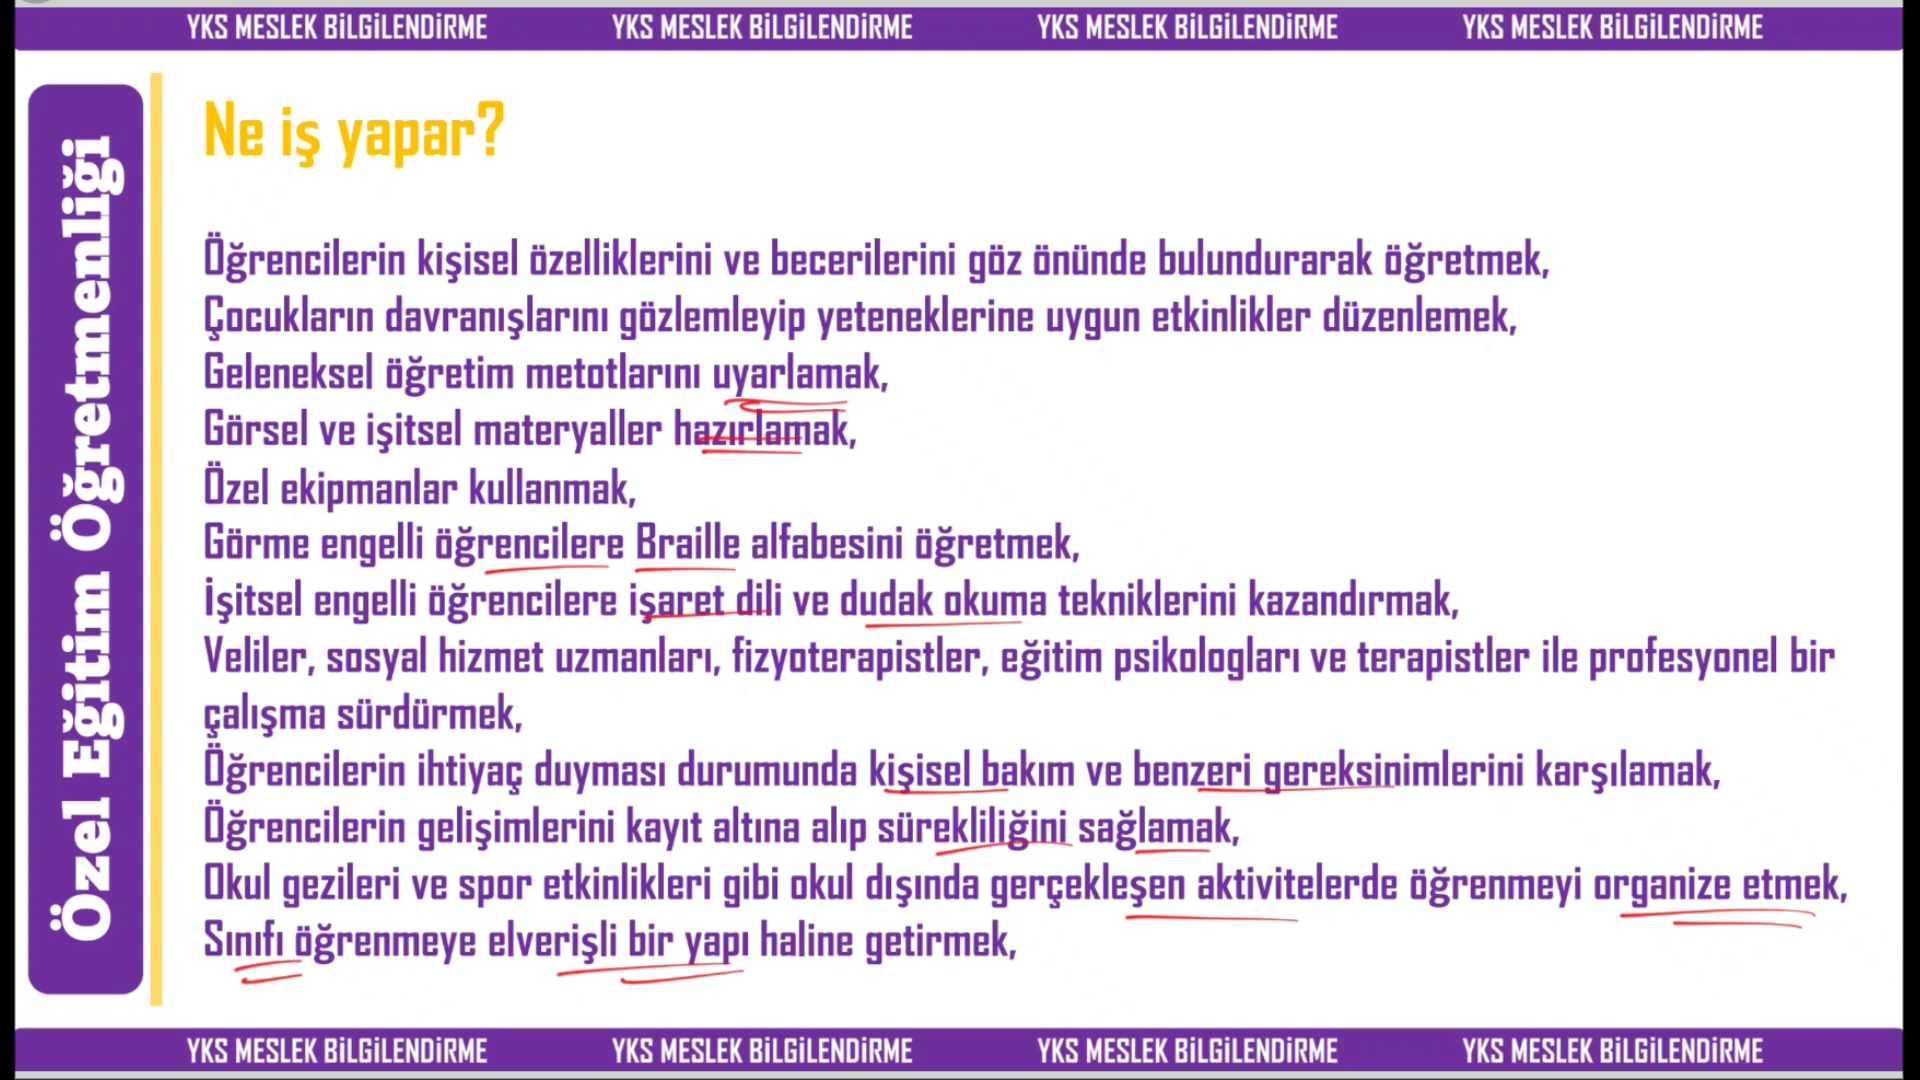 YKS MESLEK BİLGİLENDİRME YKS MESLEK BİLGİLENDİRME YKS MESLEK BİLGİLENDİRME YKS MESLEK BİLGİLENDİRME
Özel Eğitim Öğretmenliği
Ne iş yapar?
Öğrencilerin kişisel özelliklerini ve becerilerini göz önünde bulundurarak öğretmek,
Çocukların davranışlarını gözlemleyip yeteneklerine uygun etkinlikler düzenlemek,
Geleneksel öğretim metotlarını uyarlamak,
Görsel ve işitsel materyaller hazırlamak,
Özel ekipmanlar kullanmak,
Görme engelli öğrencilere Braille alfabesini öğretmek,
İşitsel engelli öğrencilere işaret dili ve dudak okuma tekniklerini kazandırmak,
Veliler, sosyal hizmet uzmanları, fizyoterapistler, eğitim psikologları ve terapistler ile profesyonel bir
çalışma sürdürmek,
Öğrencilerin ihtiyaç duyması durumunda kişisel bakım ve benzeri gereksinimlerini karşılamak,
Öğrencilerin gelişimlerini kayıt altına alıp sürekliliğini sağlamak,
Okul gezileri ve spor etkinlikleri gibi okul dışında gerçekleşen aktivitelerde öğrenmeyi organize etmek,
Sınıfı öğrenmeye elverişli bir yapı haline getirmek,
YKS MESLEK BİLGİLENDİRME YKS MESLEK BİLGİLENDİRME YKS MESLEK BİLGİLENDİRME YKS MESLEK BİLGİLENDİRME